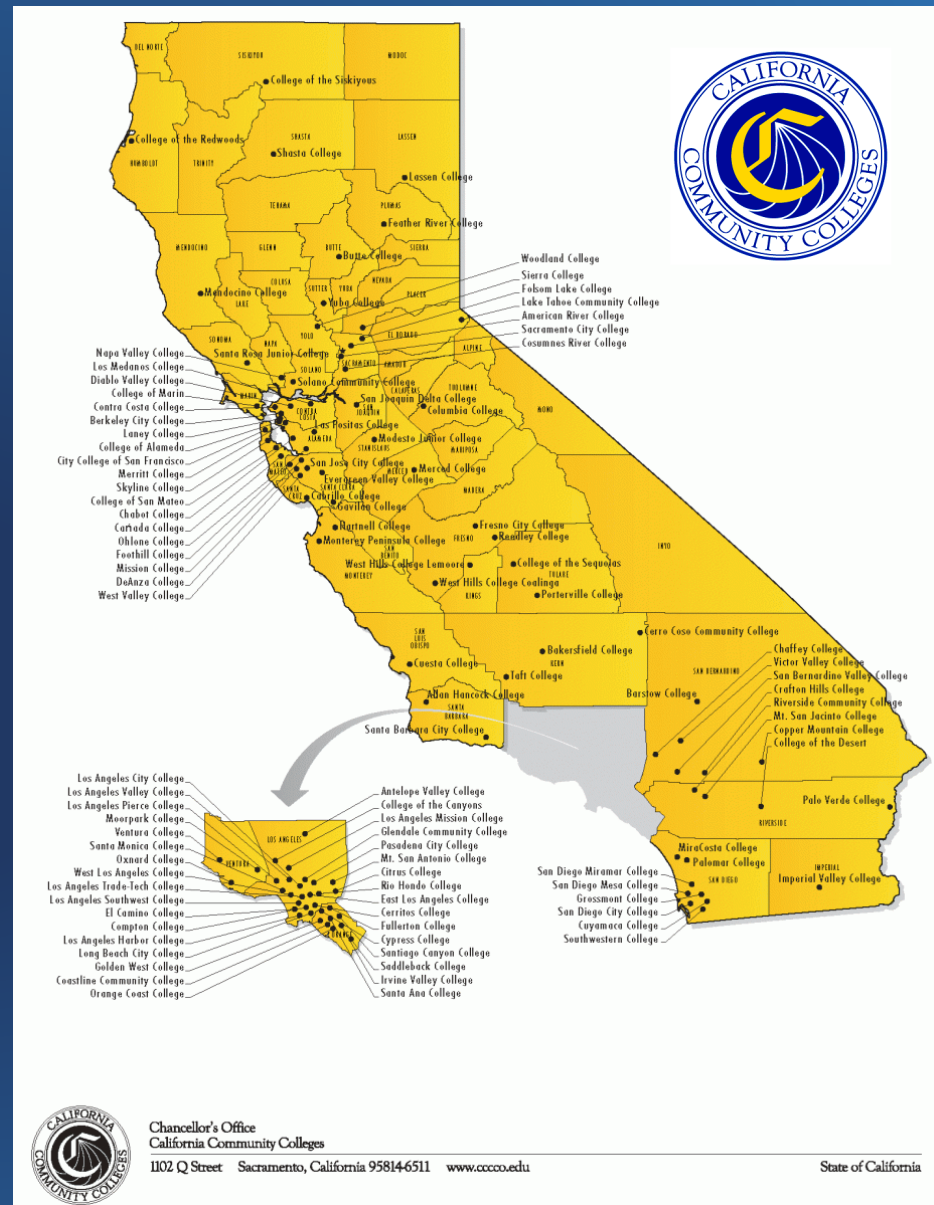 CALIFORNIA
COMMUNITY COLLEGES
DEL NORTE
SISKIYOU
MODOC
College of the Siskiyous
College of the Redwoods
HUMBOLDT
TRINITY
SHASTA
Shasta College
LASSEN
Lassen College
TEHAMA
PLUMAS
Feather River College
MENDOCINO
GLENN
BUTTE
Butte College
SIERRA
Mendocino College
LAKE
COLUSA
SUTTER
YUBA
Yuba College
NEVADA
PLACER
Woodland College
Sierra College
Folsom Lake College
Lake Tahoe Community College
American River College
Sacramento City College
Cosumnes River College
SONOMA
NAPA
YOLO
EL DORADO
ALPINE
Santa Rosa Junior College
SOLANO
SACRAMENTO
AMADOR
Solano Community College
CALAVERAS
TUOLUMNE
MONO
Napa Valley College
Los Medanos College
Diablo Valley College
College of Marin
Contra Costa College
Berkeley City College
Laney College
College of Alameda
City College of San Francisco
Merritt College
Skyline College
College of San Mateo
Chabot College
Cañada College
Ohlone College
Foothill College
Mission College
DeAnza College
West Valley College
MARIN
CONTRA
COSTA
SAN
JOAQUIN
San Joaquin Delta College
Columbia College
Las Positas College
ALAMEDA
STANISLAUS
Modesto Junior College
MARIPOSA
SAN
MATEO
San Jose City College
MERCED
Merced College
Evergreen Valley College
SANTA
CRUZ
SANTA CLARA
MADERA
Cabrillo College
Gavilan College
Hartnell College
Fresno City College
FRESNO
Reedley College
Monterey Peninsula College
SAN
BENITO
MONTEREY
INYO
West Hills College Lemoore
College of the Sequoias
TULARE
West Hills College Coalinga
KINGS
Porterville College
SAN
LUIS
OBISPO
Cuesta College
Bakersfield College
KERN
Taft College
Cerro Coso Community College
Allan Hancock College
SANTA
BARBARA
Santa Barbara City College
SAN BERNARDINO
Barstow College
Chaffey College
Victor Valley College
San Bernardino Valley College
Crafton Hills College
Riverside Community College
Mt. San Jacinto College
Copper Mountain College
College of the Desert
Palo Verde College
RIVERSIDE
MiraCosta College
Palomar College
SAN DIEGO
IMPERIAL
Imperial Valley College
San Diego Miramar College
San Diego Mesa College
Grossmont College
San Diego City College
Cuyamaca College
Southwestern College
Los Angeles City College
Los Angeles Valley College
Los Angeles Pierce College
Moorpark College
Ventura College
Santa Monica College
Oxnard College
West Los Angeles College
Los Angeles Trade-Tech College
Los Angeles Southwest College
El Camino College
Compton College
Los Angeles Harbor College
Long Beach City College
Golden West College
Coastline Community College
Orange Coast College
VENTURA
LOS ANGELES
ORANGE
Antelope Valley College
College of the Canyons
Los Angeles Mission College
Glendale Community College
Pasadena City College
Mt. San Antonio College
Citrus College
Rio Hondo College
East Los Angeles College
Cerritos College
Fullerton College
Cypress College
Santiago Canyon College
Saddleback College
Irvine Valley College
Santa Ana College
CALIFORNIA
COMMUNITY COLLEGES
Chancellor's Office
California Community Colleges
1102 Q Street Sacramento, California 95814-6511 www.cccco.edu
State of California